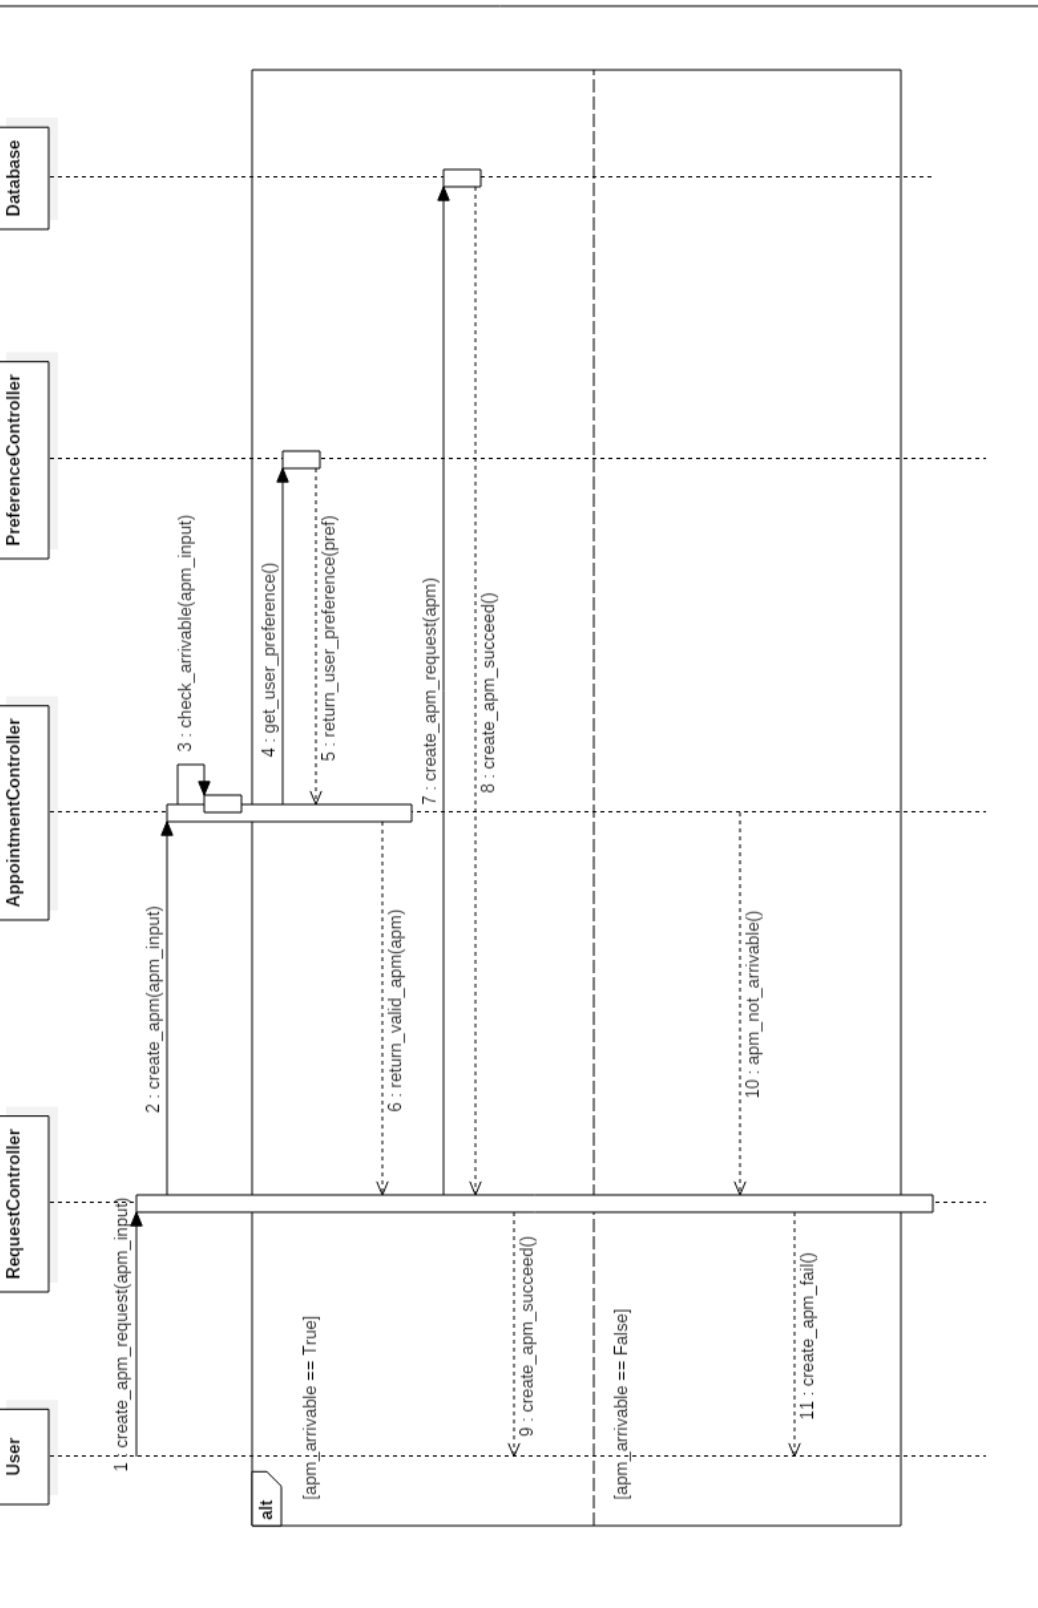 User
RequestController
AppointmentController
PreferenceController
Database
1 : create_apm_request(apm_input)
2 : create_apm(apm_input)
3 : check_arrivable(apm_input)
alt
[apm_arrivable == True]
4 : get_user_preference()
5 : return_user_preference(pref)
6 : return_valid_apm(apm)
7 : create_apm_request(apm)
8 : create_apm_succeed()
9 : create_apm_succeed()
[apm_arrivable == False]
10 : apm_not_arrivable()
11 : create_apm_fail()